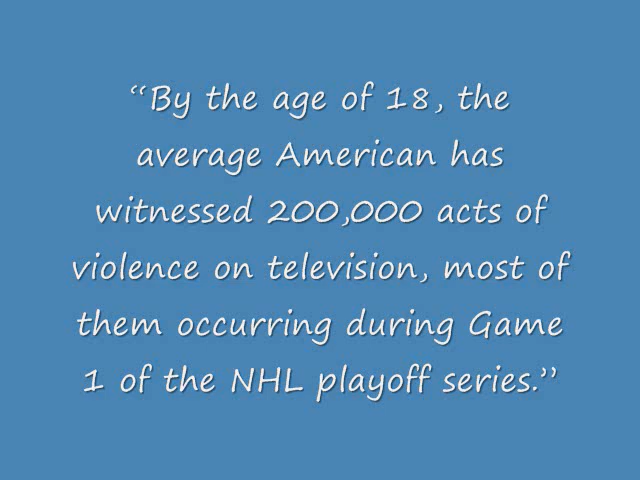 “By the age of 18, the
average American has
witnessed 200,000 acts of
violence on television, most of
them occurring during Game
1 of the NHL playoff series.”